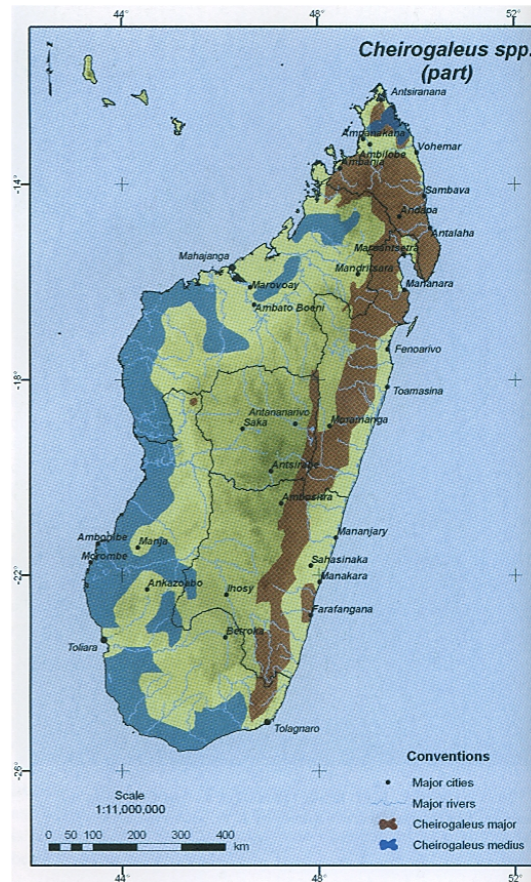 44°
48°
52°
Cheirogaleus spp.
(part)
Antsiranana
Ampanakana
Ambilobe
Vohemar
Ambanja
-14°
Sambava
Andapa
Antalaha
Maroantsetra
Mahajanga
Mandritsara
Marovoay
Mananara
Ambato Boeni
Fenoarivo
-18°
Toamasina
Antananarivo
Saka
Moramanga
Antsirabe
Ambositra
Mananjary
Ambohibe
Manja
Morombe
Sahasinaka
-22°
Manakara
Ankazoabo
Ihosy
Farafangana
Berroka
Toliara
Tolagnaro
-26°
Conventions
Major cities
Major rivers
Cheirogaleus major
Cheirogaleus medius
Scale
1:11,000,000
0 50 100 200 300 400
km
44°
48°
52°